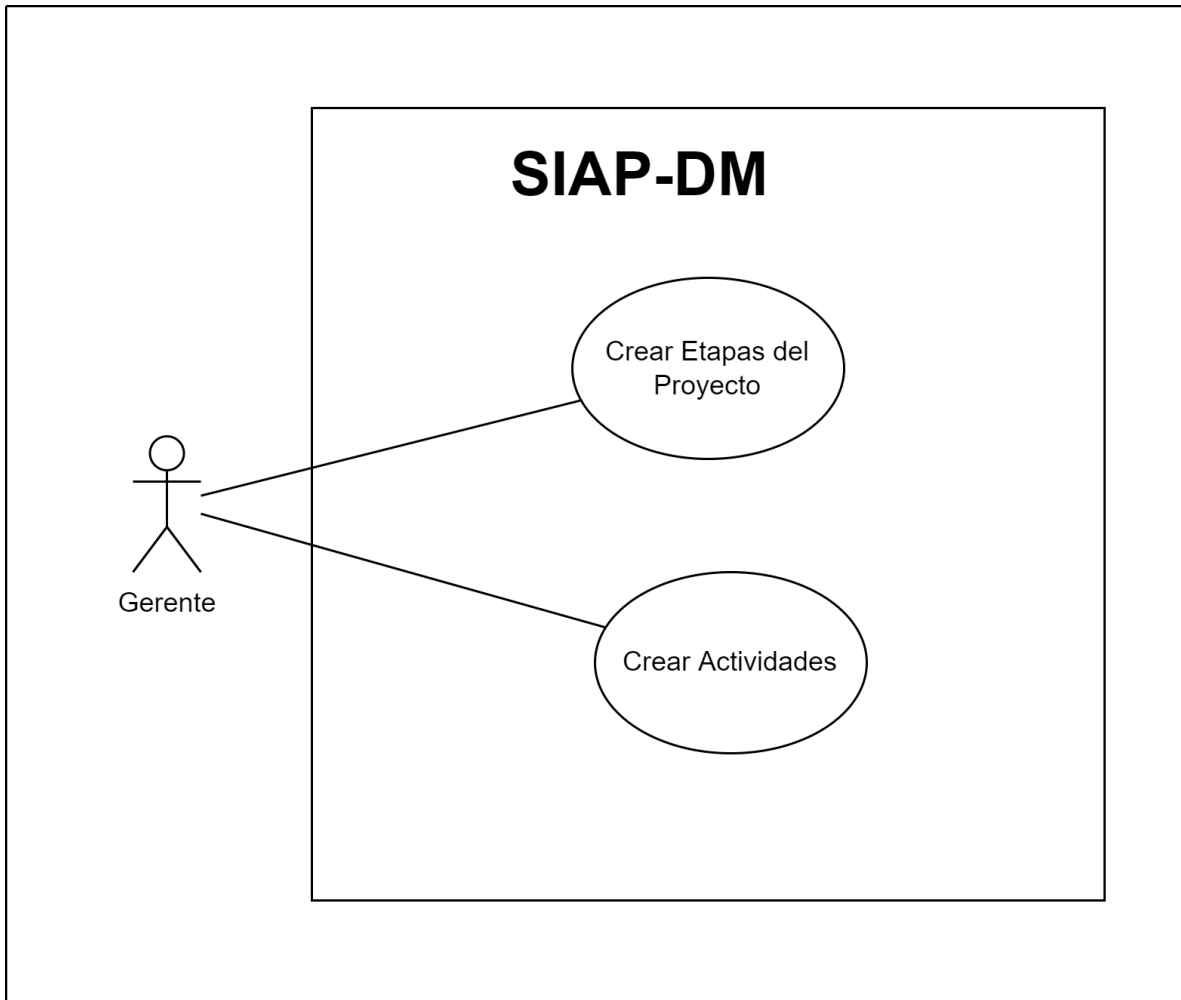 SIAP-DM
Crear Etapas del
Proyecto
Gerente
Crear Actividades